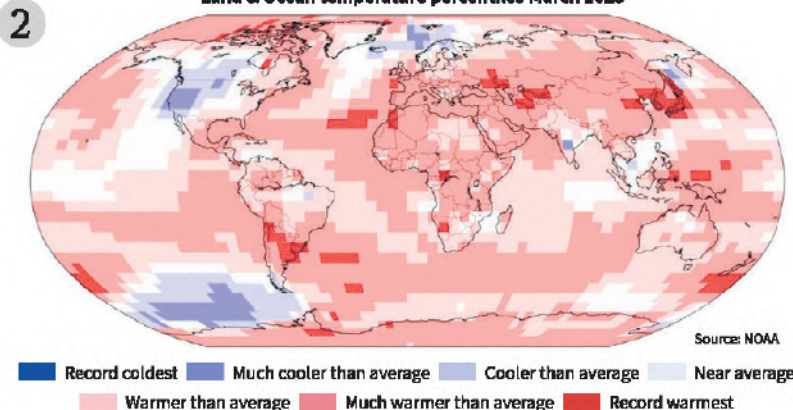 Land & Ocean temperature percentiles March 2023
2
Source: NOAA
Record coldest Much cooler than average Cooler than average Near average
Warmer than average Much warmer than average Record warmest